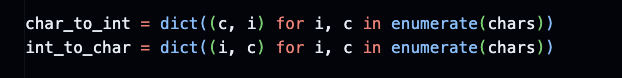 char_to_int = dict((c, i) for i, c in enumerate(chars))
int_to_char = dict((i, c) for i, c in enumerate(chars))